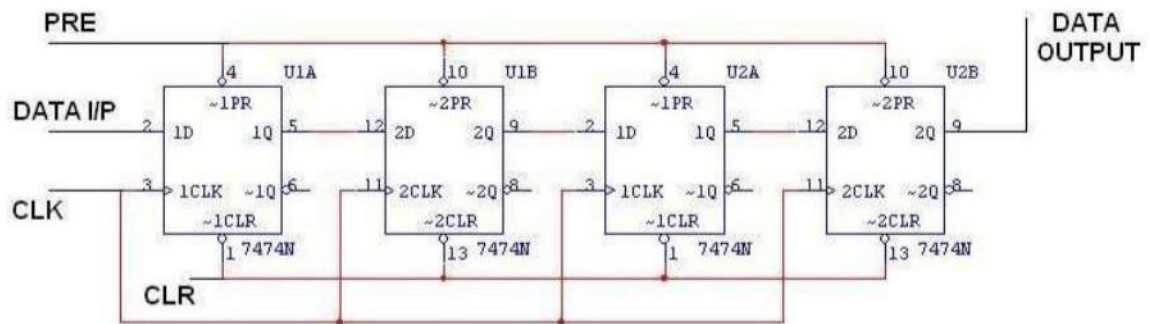 PRE
DATA
OUTPUT
4 U1A 10 U1B 4 U2A 10 U2B
~1PR ~2PR ~1PR ~2PR
DATA I/P 2 1D 1Q 5 12 2D 2Q 9 2 1D 1Q 5 12 2D 2Q 9
CLK 3 1CLK ~1Q 6 11 2CLK ~2Q 8 3 1CLK ~1Q 6 11 2CLK ~2Q 8
~1CLR ~2CLR ~1CLR ~2CLR
1 7474N 13 7474N 1 7474N 13 7474N
CLR